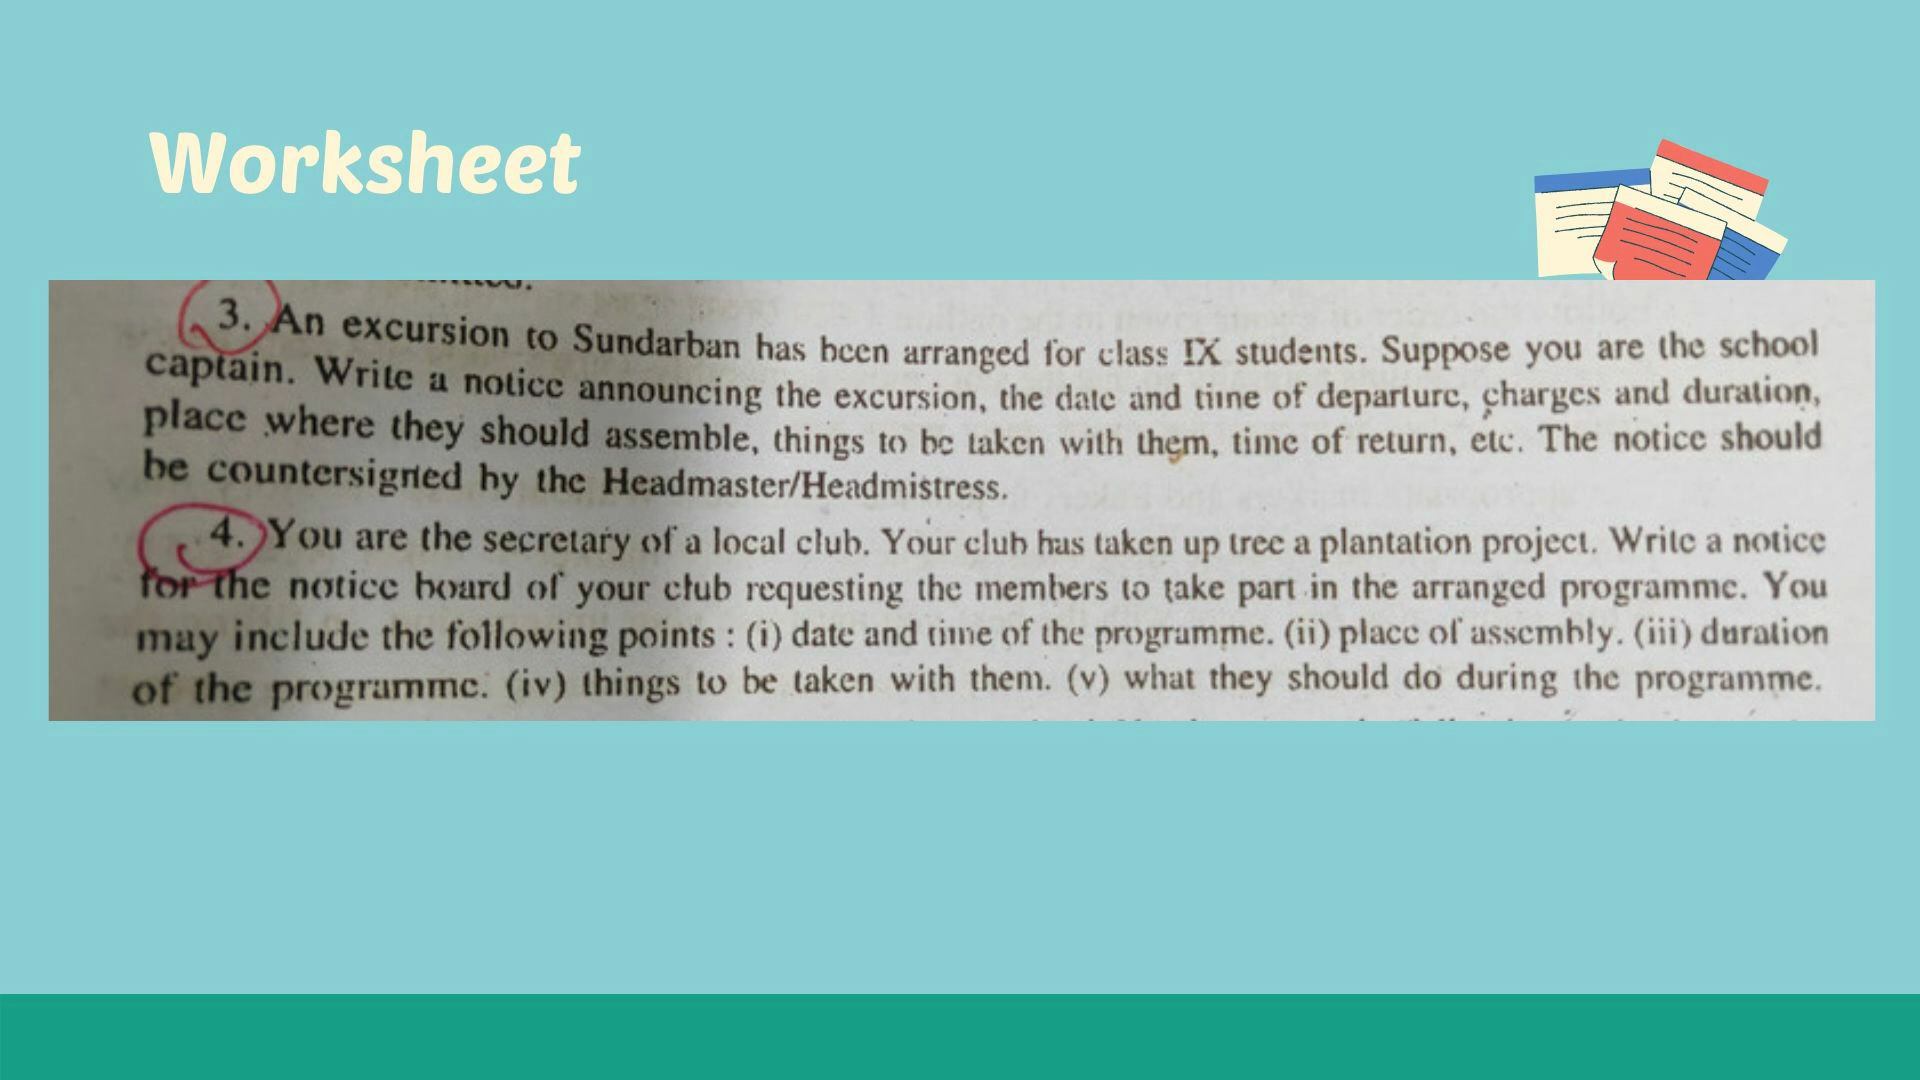 Worksheet
3. An excursion to Sundarban has been arranged for class IX students. Suppose you are the school
captain. Write a notice announcing the excursion, the date and time of departure, charges and duration,
place where they should assemble, things to be taken with them, time of return, etc. The notice should
be countersigned by the Headmaster/Headmistress.
4. You are the secretary of a local club. Your club has taken up tree a plantation project. Write a notice
for the notice board of your club requesting the members to take part in the arranged programme. You
may include the following points : (i) date and time of the programme. (ii) place of assembly. (iii) duration
of the programme. (iv) things to be taken with them. (v) what they should do during the programme.